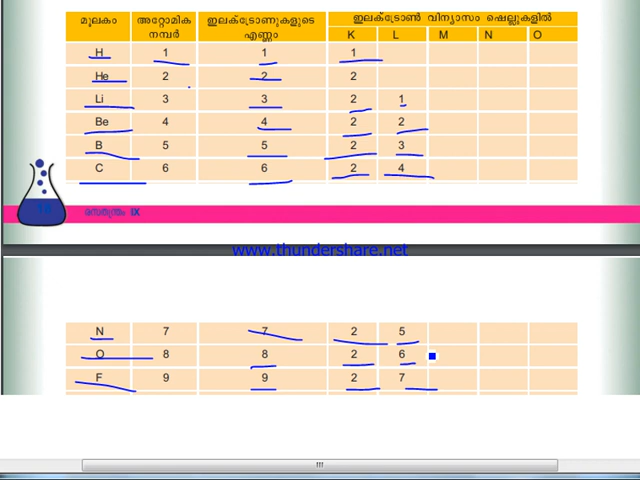 മൂലകം അറ്റോമിക നമ്പർ ഇലക്ട്രോണുകളുടെ എണ്ണം ഇലക്ട്രോൺ വിന്യാസം ഷെല്ലുകളിൽ
K L M N O
H 1 1 1
He 2 2 2
Li 3 3 2 1
Be 4 4 2 2
B 5 5 2 3
C 6 6 2 4
രസതന്ത്രം IX
www.thundershare.net
N 7 7 2 5
O 8 8 2 6
F 9 9 2 7